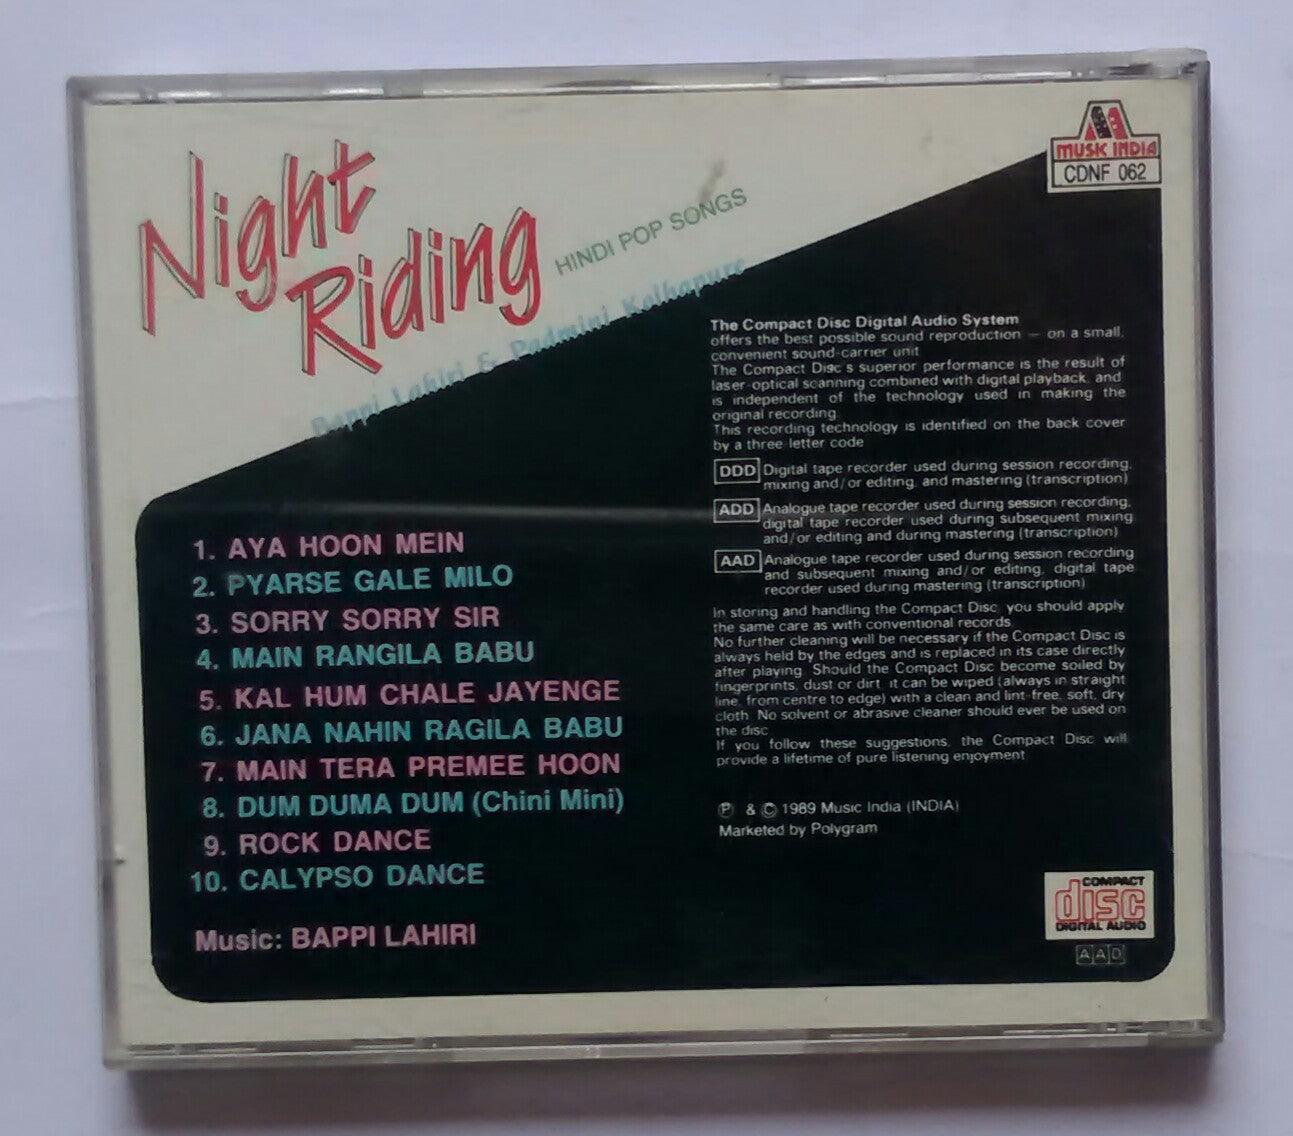 Night
Riding
HINDI POP SONGS
Bappi Lahiri & Padmini Kolhapure
MUSIC INDIA
CDNF 062
1. AYA HOON MEIN
2. PYARSE GALE MILO
3. SORRY SORRY SIR
4. MAIN RANGILA BABU
5. KAL HUM CHALE JAYENGE
6. JANA NAHIN RAGILA BABU
7. MAIN TERA PREMEE HOON
8. DUM DUMA DUM (Chini Mini)
9. ROCK DANCE
10. CALYPSO DANCE
Music: BAPPI LAHIRI
The Compact Disc Digital Audio System
offers the best possible sound reproduction — on a small,
convenient sound-carrier unit
The Compact Disc's superior performance is the result of
laser-optical scanning combined with digital playback, and
is independent of the technology used in making the
original recording.
This recording technology is identified on the back cover
by a three-letter code
DDD Digital tape recorder used during session recording,
mixing and/or editing, and mastering (transcription)
ADD Analogue tape recorder used during session recording,
digital tape recorder used during subsequent mixing
and/or editing and during mastering (transcription)
AAD Analogue tape recorder used during session recording
and subsequent mixing and/or editing, digital tape
recorder used during mastering (transcription)
In storing and handling the Compact Disc, you should apply
the same care as with conventional records.
No further cleaning will be necessary if the Compact Disc is
always held by the edges and is replaced in its case directly
after playing. Should the Compact Disc become soiled by
fingerprints, dust or dirt, it can be wiped (always in straight
line, from centre to edge) with a clean and lint-free, soft, dry
cloth. No solvent or abrasive cleaner should ever be used on
the disc.
If you follow these suggestions, the Compact Disc will
provide a lifetime of pure listening enjoyment
Ⓟ & © 1989 Music India (INDIA)
Marketed by Polygram
COMPACT
disc
DIGITAL AUDIO
AAD